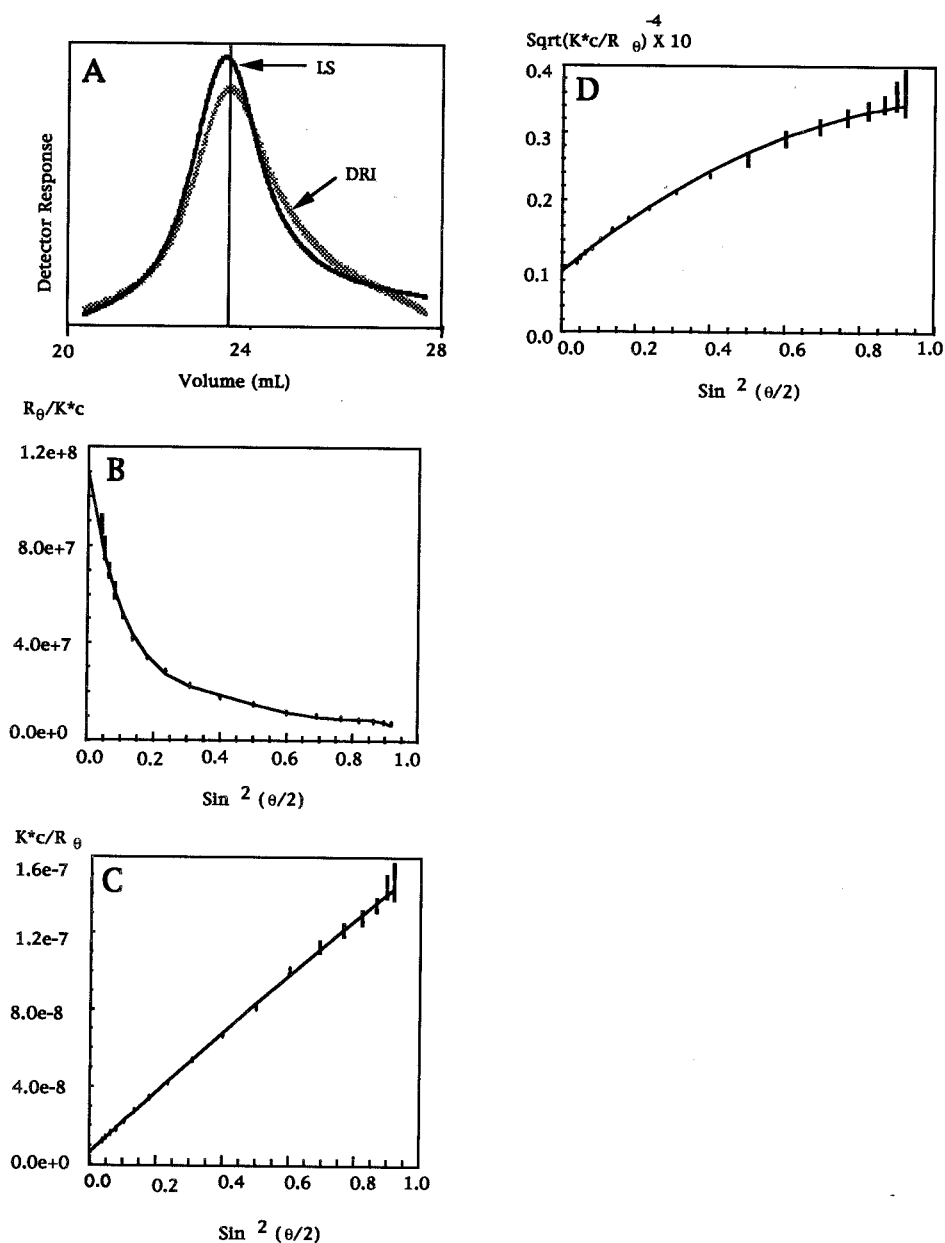 A
LS
DRI
Detector Response
20
24
28
Volume (mL)
R θ/K*c
1.2e+8
B
8.0e+7
4.0e+7
0.0e+0
0.0
0.2
0.4
0.6
0.8
1.0
Sin 2 (θ/2)
K*c/R θ
1.6e-7
C
1.2e-7
8.0e-8
4.0e-8
0.0e+0
0.0
0.2
0.4
0.6
0.8
1.0
Sin 2 (θ/2)
-4
Sqrt(K*c/R θ) X 10
0.4
D
0.3
0.2
0.1
0.0
0.0
0.2
0.4
0.6
0.8
1.0
Sin 2 (θ/2)